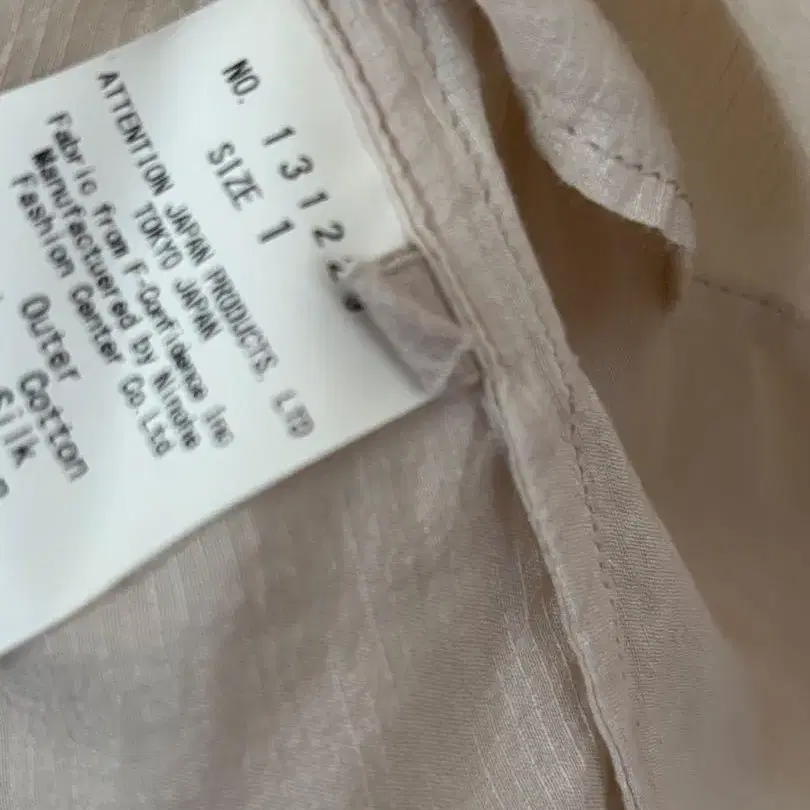 NO. 1312
SIZE 1
ATTENTION JAPAN PRODUCTS. LTD
TOKYO JAPAN
Fabric from F-Confidence Inc
Manufactuered by Ninohe
Fashion Center Co.Ltd
Outer
Cotton
Silk